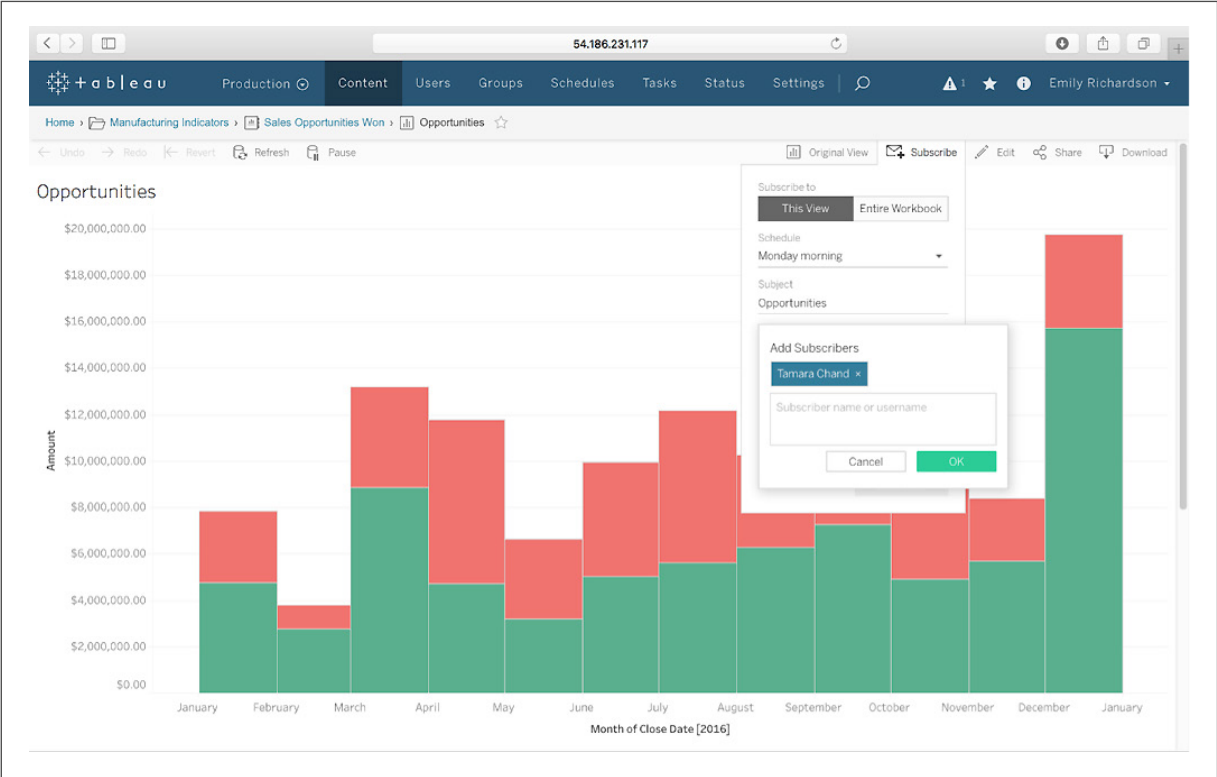 54.186.231.117
+ableau Production Content Users Groups Schedules Tasks Status Settings 1 Emily Richardson
Home › Manufacturing Indicators › Sales Opportunities Won › Opportunities
Undo Redo Revert Refresh Pause Original View Subscribe Edit Share Download
Opportunities
Subscribe to
This View Entire Workbook
Schedule
Monday morning
Subject
Opportunities
Add Subscribers
Tamara Chand ×
Subscriber name or username
Cancel OK
Amount
$20,000,000.00
$18,000,000.00
$16,000,000.00
$14,000,000.00
$12,000,000.00
$10,000,000.00
$8,000,000.00
$6,000,000.00
$4,000,000.00
$2,000,000.00
$0.00
January February March April May June July August September October November December January
Month of Close Date [2016]